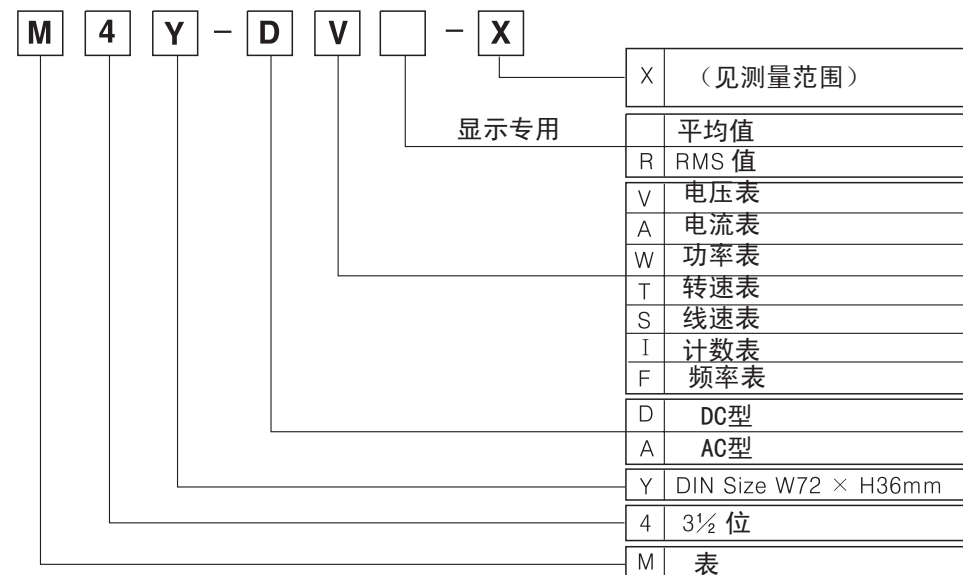 M 4 Y - D V - X
X （见测量范围）
显示专用
平均值
R RMS 值
V 电压表
A 电流表
W 功率表
T 转速表
S 线速表
I 计数表
F 频率表
D DC型
A AC型
Y DIN Size W72 × H36mm
4 3½ 位
M 表